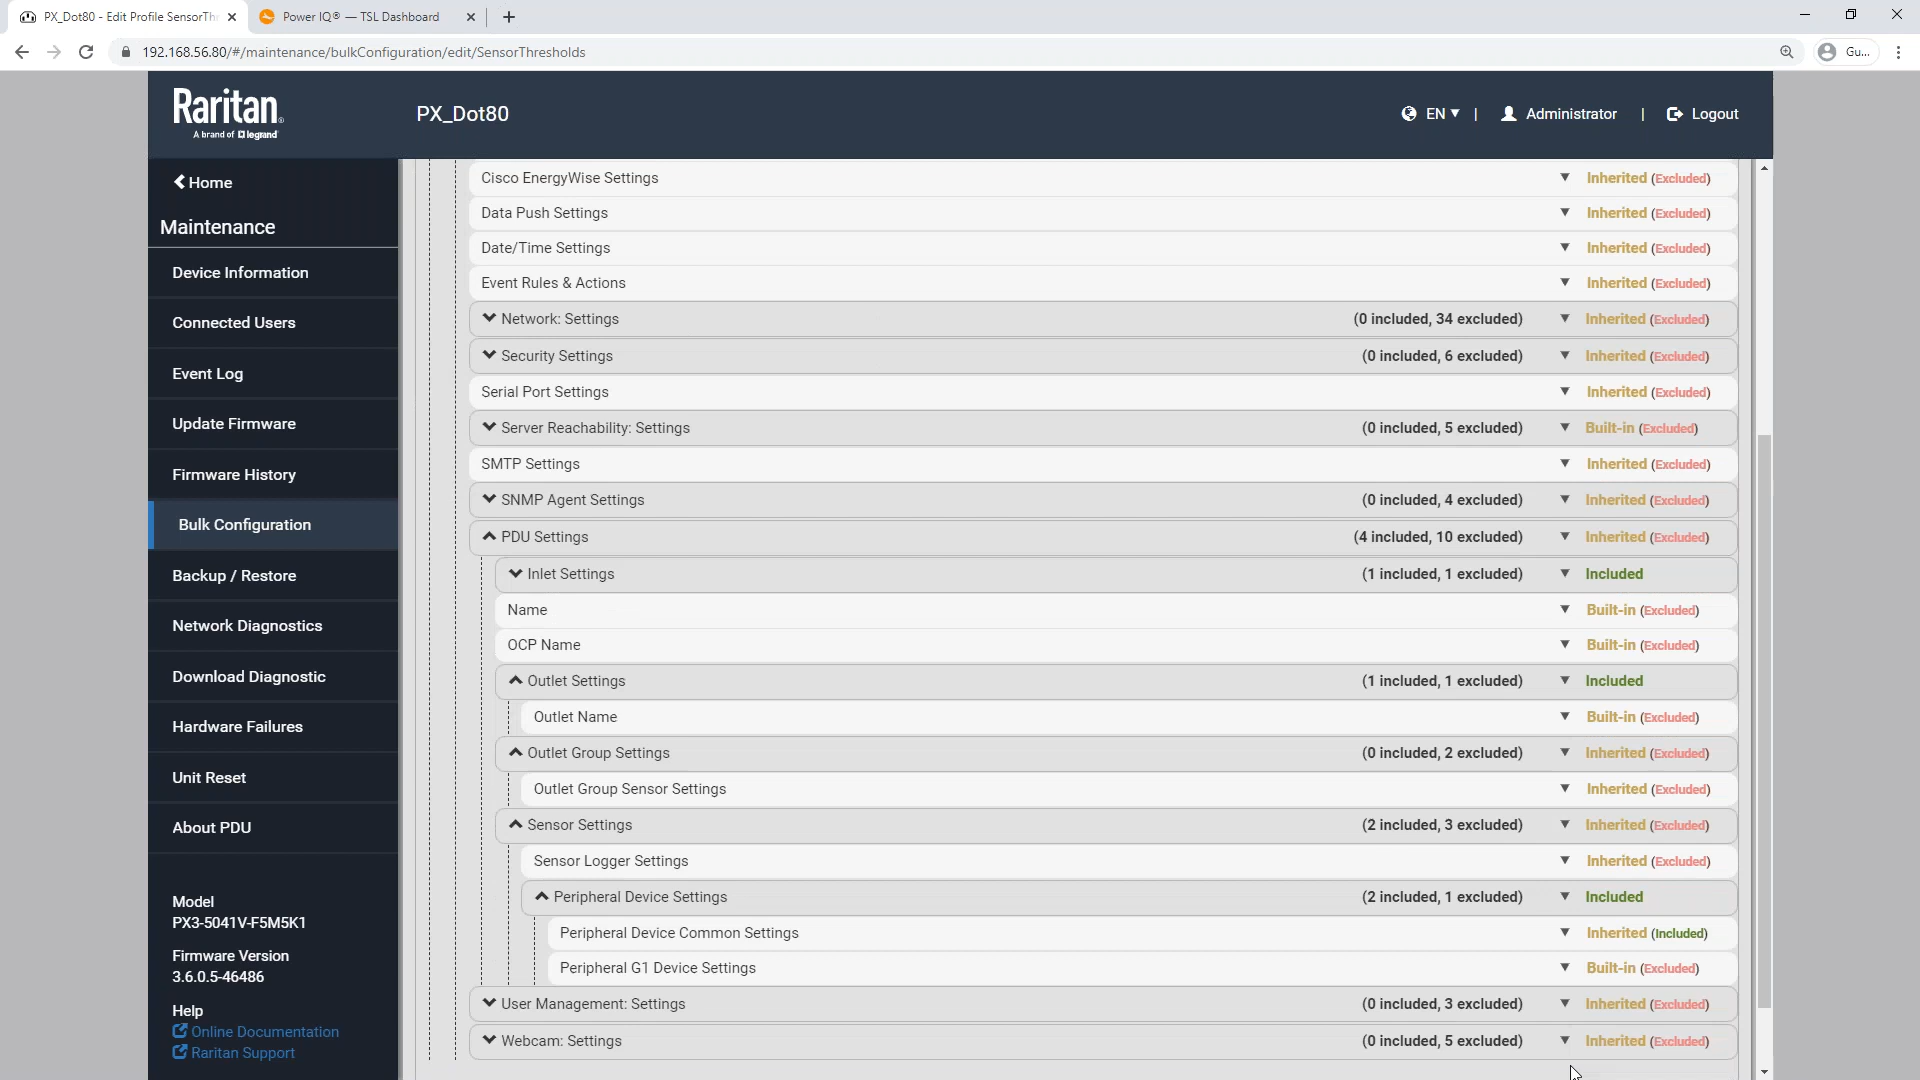 PX_Dot80 - Edit Profile SensorTh
Power IQ® — TSL Dashboard
192.168.56.80/#/maintenance/bulkConfiguration/edit/SensorThresholds
Gu...
Raritan.
A brand of legrand
PX_Dot80
EN
Administrator
Logout
Home
Maintenance
Device Information
Connected Users
Event Log
Update Firmware
Firmware History
Bulk Configuration
Backup / Restore
Network Diagnostics
Download Diagnostic
Hardware Failures
Unit Reset
About PDU
Model
PX3-5041V-F5M5K1
Firmware Version
3.6.0.5-46486
Help
Online Documentation
Raritan Support
Cisco EnergyWise Settings Inherited (Excluded)
Data Push Settings Inherited (Excluded)
Date/Time Settings Inherited (Excluded)
Event Rules & Actions Inherited (Excluded)
Network: Settings (0 included, 34 excluded) Inherited (Excluded)
Security Settings (0 included, 6 excluded) Inherited (Excluded)
Serial Port Settings Inherited (Excluded)
Server Reachability: Settings (0 included, 5 excluded) Built-in (Excluded)
SMTP Settings Inherited (Excluded)
SNMP Agent Settings (0 included, 4 excluded) Inherited (Excluded)
PDU Settings (4 included, 10 excluded) Inherited (Excluded)
Inlet Settings (1 included, 1 excluded) Included
Name Built-in (Excluded)
OCP Name Built-in (Excluded)
Outlet Settings (1 included, 1 excluded) Included
Outlet Name Built-in (Excluded)
Outlet Group Settings (0 included, 2 excluded) Inherited (Excluded)
Outlet Group Sensor Settings Inherited (Excluded)
Sensor Settings (2 included, 3 excluded) Inherited (Excluded)
Sensor Logger Settings Inherited (Excluded)
Peripheral Device Settings (2 included, 1 excluded) Included
Peripheral Device Common Settings Inherited (Included)
Peripheral G1 Device Settings Built-in (Excluded)
User Management: Settings (0 included, 3 excluded) Inherited (Excluded)
Webcam: Settings (0 included, 5 excluded) Inherited (Excluded)